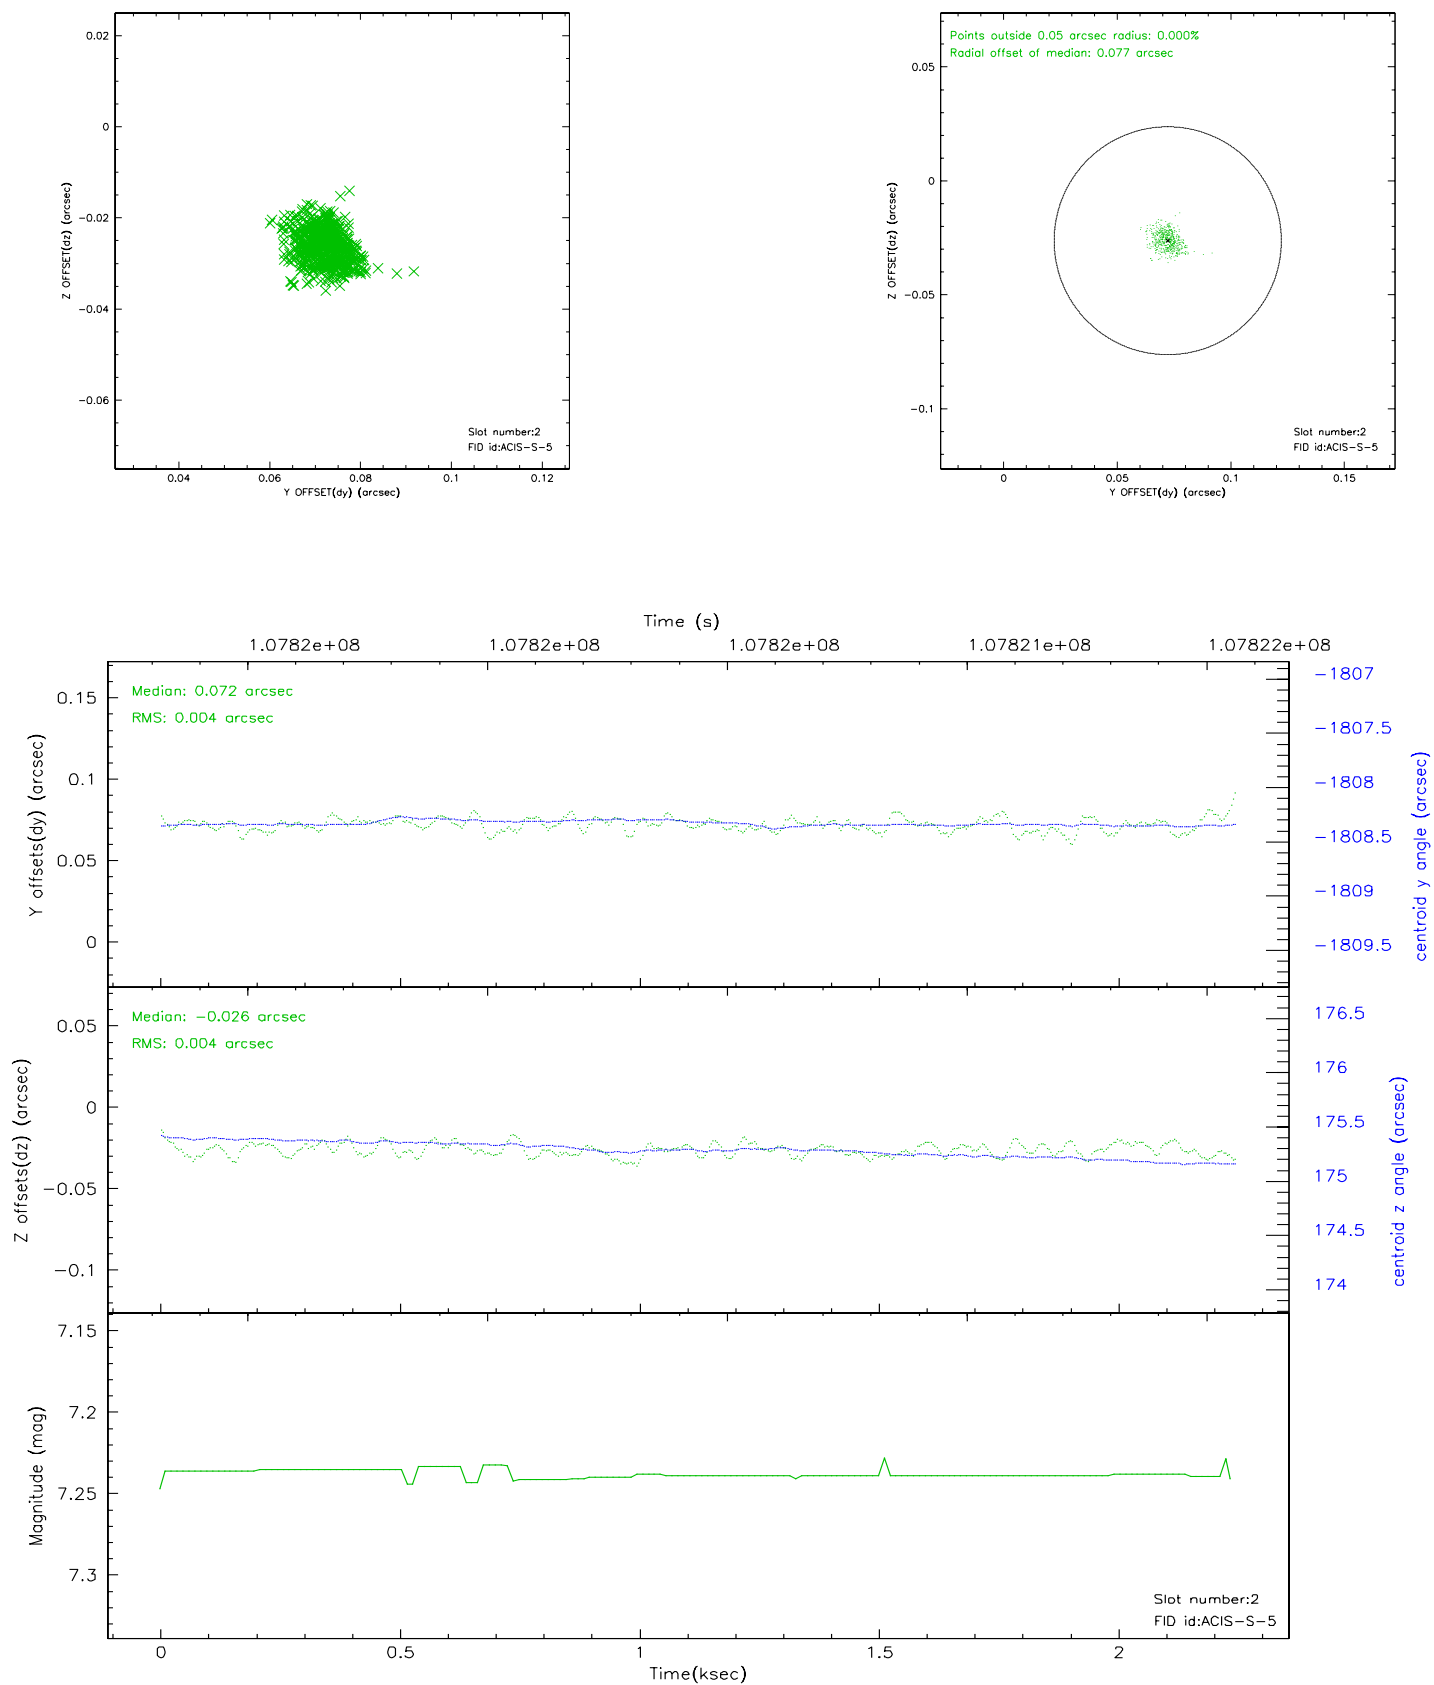 0.02
0
-0.02
-0.04
-0.06
Z OFFSET(dz) (arcsec)
0.04 0.06 0.08 0.1 0.12
Y OFFSET(dy) (arcsec)
Slot number:2
FID id:ACIS-S-5
Points outside 0.05 arcsec radius: 0.000%
Radial offset of median: 0.077 arcsec
0.05
0
-0.05
-0.1
Z OFFSET(dz) (arcsec)
0 0.05 0.1 0.15
Y OFFSET(dy) (arcsec)
Slot number:2
FID id:ACIS-S-5
Time (s)
1.0782e+08 1.0782e+08 1.0782e+08 1.07821e+08 1.07822e+08
Median: 0.072 arcsec
RMS: 0.004 arcsec
0.15
0.1
0.05
0
Y offsets(dy) (arcsec)
-1807
-1807.5
-1808
-1808.5
-1809
-1809.5
centroid y angle (arcsec)
Median: -0.026 arcsec
RMS: 0.004 arcsec
0.05
0
-0.05
-0.1
Z offsets(dz) (arcsec)
176.5
176
175.5
175
174.5
174
centroid z angle (arcsec)
7.15
7.2
7.25
7.3
Magnitude (mag)
Slot number:2
FID id:ACIS-S-5
0 0.5 1 1.5 2
Time(ksec)